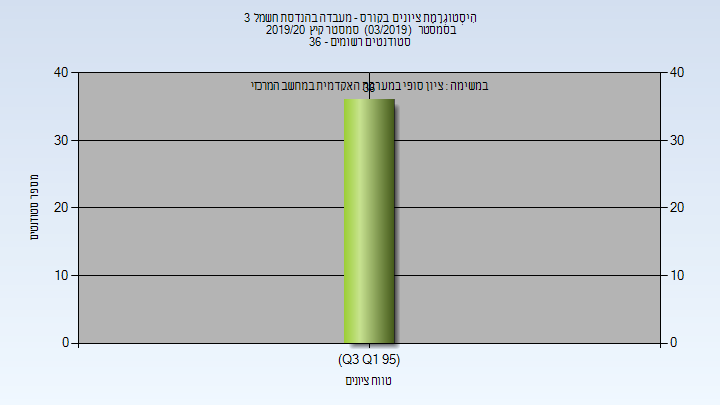 היסטוגרמת ציונים בקורס - מעבדה בהנדסת חשמל 3
בסמסטר (03/2019) סמסטר קיץ 2019/20
סטודנטים רשומים - 36
במשימה : ציון סופי במערכת האקדמית במחשב המרכזי
36
40
30
20
10
0
40
30
20
10
0
מספר סטודנטים
(Q3 Q1 95)
טווח ציונים